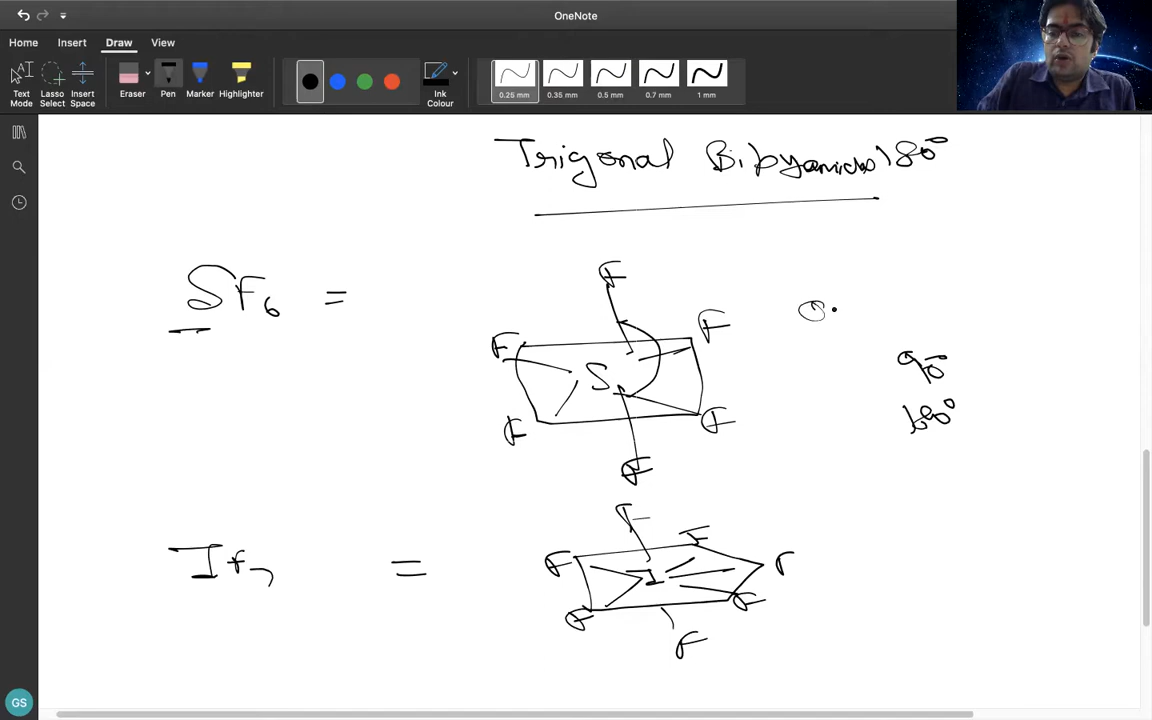 OneNote
Home Insert Draw View
Text Mode
Lasso Select
Insert Space
Eraser
Pen
Marker
Highlighter
Ink Colour
0.25 mm
0.35 mm
0.5 mm
0.7 mm
1 mm
Trigonal 180°
SF6 =
F
F F
S
F F
F
90°
180°
If7 =
F F
F F
I
F F
F
GS